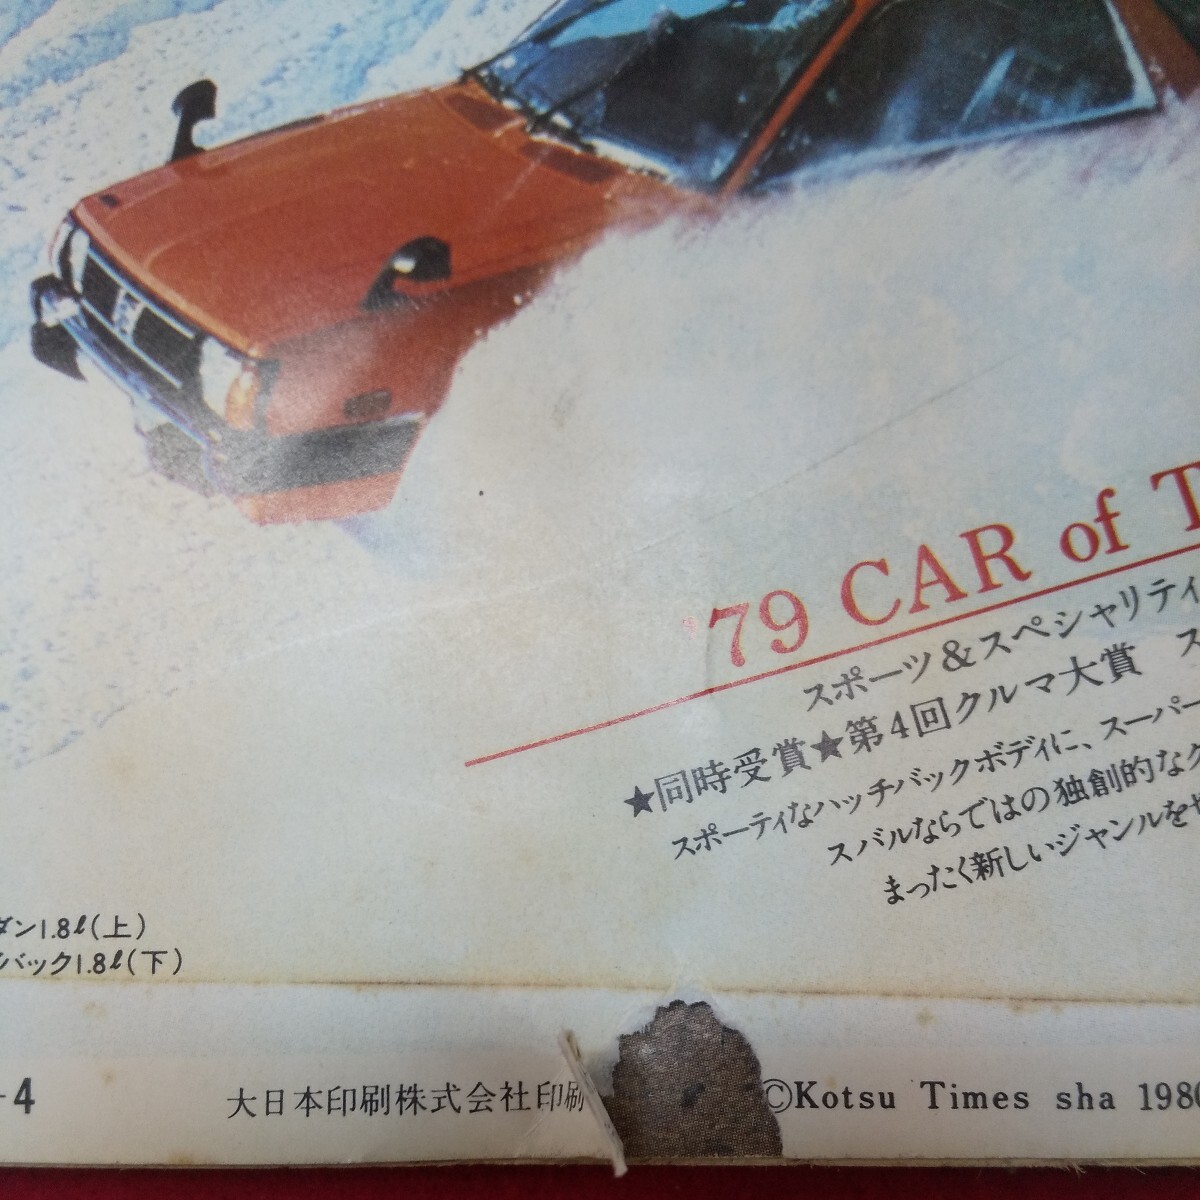 '79 CAR of T
スポーツ&スペシャリティ
★同時受賞★第4回クルマ大賞 ス
スポーティなハッチバックボディに、スーパー
スバルならではの独創的な
まったく新しいジャンルを
ダン1.8ℓ(上)
バック1.8ℓ(下)
-4
大日本印刷株式会社印刷
©Kotsu Times sha 1980